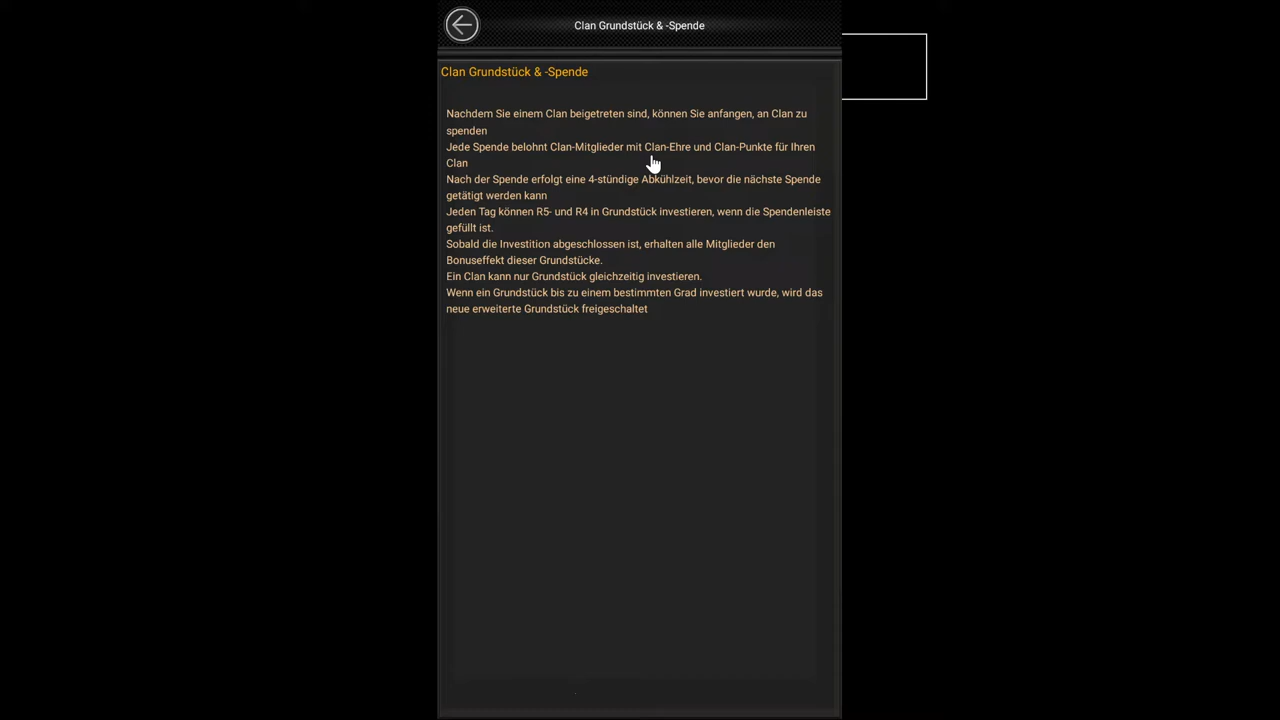 Clan Grundstück & -Spende
Clan Grundstück & -Spende
Nachdem Sie einem Clan beigetreten sind, können Sie anfangen, an Clan zu
spenden
Jede Spende belohnt Clan-Mitglieder mit Clan-Ehre und Clan-Punkte für Ihren
Clan
Nach der Spende erfolgt eine 4-stündige Abkühlzeit, bevor die nächste Spende
getätigt werden kann
Jeden Tag können R5- und R4 in Grundstück investieren, wenn die Spendenleiste
gefüllt ist.
Sobald die Investition abgeschlossen ist, erhalten alle Mitglieder den
Bonuseffekt dieser Grundstücke.
Ein Clan kann nur Grundstück gleichzeitig investieren.
Wenn ein Grundstück bis zu einem bestimmten Grad investiert wurde, wird das
neue erweiterte Grundstück freigeschaltet